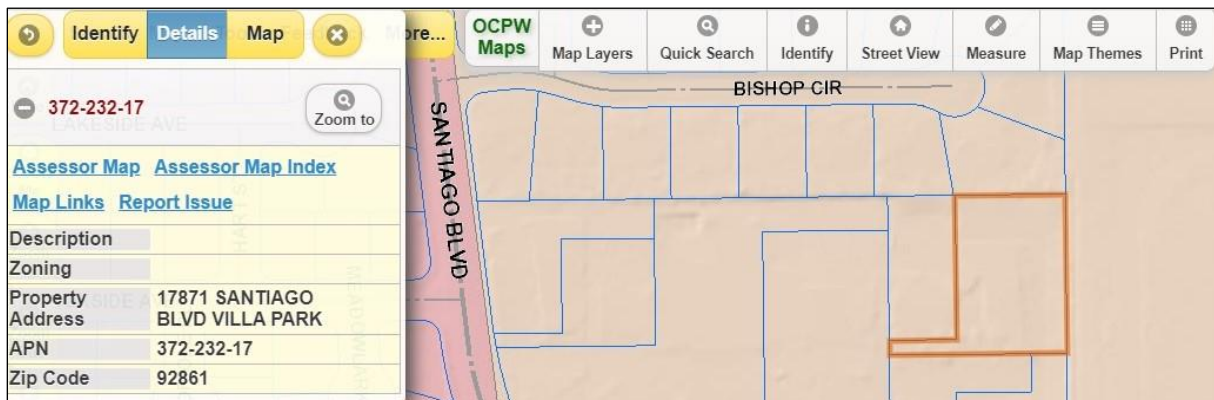 Identify Details Map More...
372-232-17
Zoom to
LAKESIDE AVE
Assessor Map Assessor Map Index
Map Links Report Issue
Description
Zoning
Property Address 17871 SANTIAGO BLVD VILLA PARK
APN 372-232-17
Zip Code 92861
OCPW Maps
Map Layers
Quick Search
Identify
Street View
Measure
Map Themes
Print
BISHOP CIR
SANTIAGO BLVD